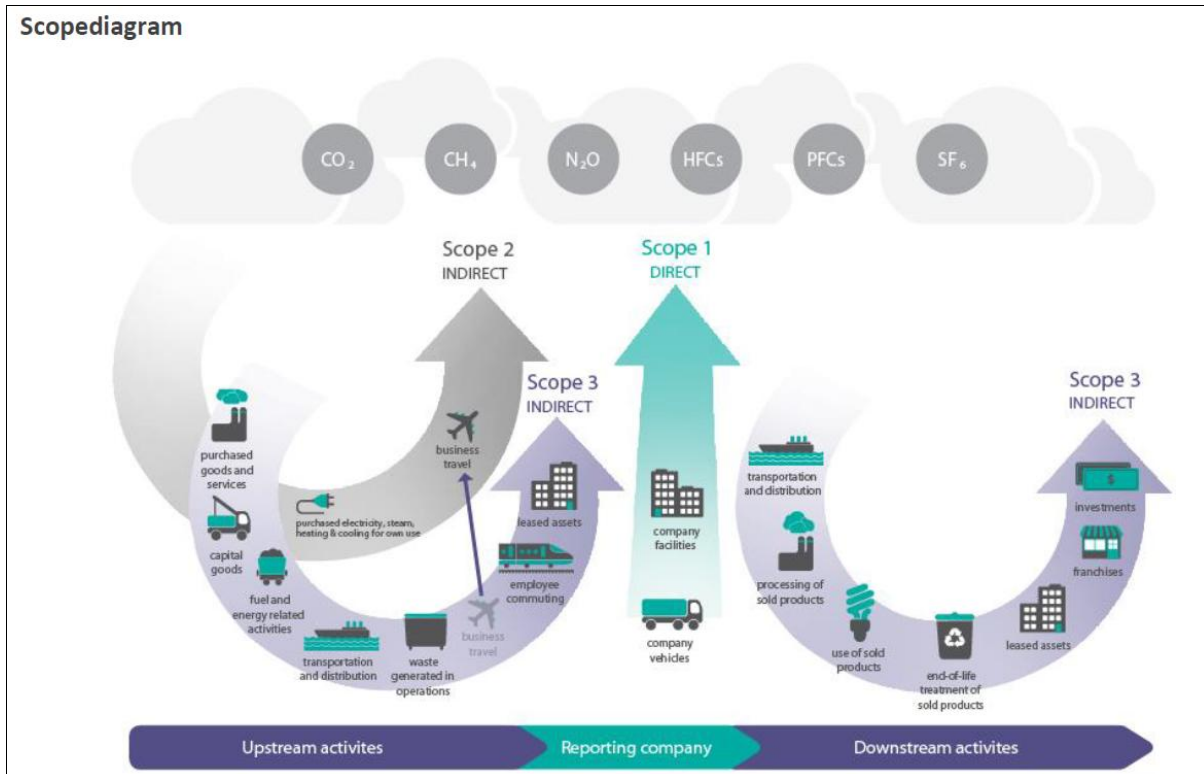 Scopediagram
CO₂
CH₄
N₂O
HFCs
PFCs
SF₆
Scope 2
INDIRECT
Scope 1
DIRECT
Scope 3
INDIRECT
Scope 3
INDIRECT
purchased
goods and
services
business
travel
purchased electricity, steam,
heating & cooling for own use
capital
goods
fuel and
energy related
activities
transportation
and distribution
waste
generated in
operations
business
travel
employee
commuting
leased assets
company
facilities
company
vehicles
transportation
and distribution
processing of
sold products
use of sold
products
end-of-life
treatment of
sold products
leased assets
franchises
$
investments
Upstream activites
Reporting company
Downstream activites